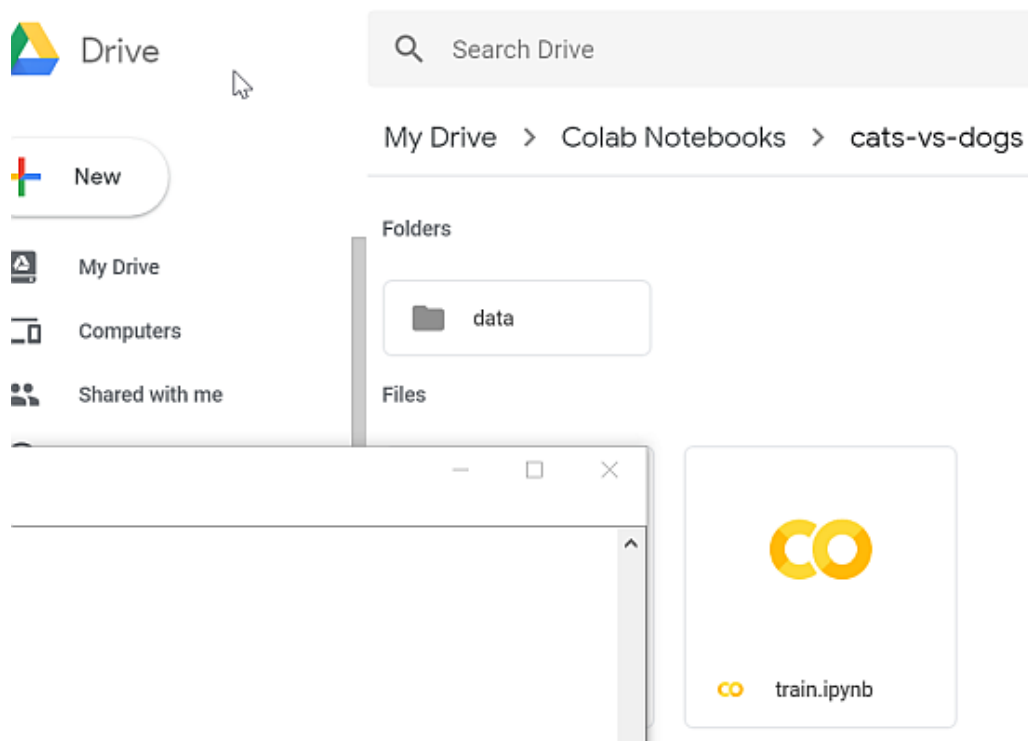 Drive
Search Drive
My Drive > Colab Notebooks > cats-vs-dogs
New
Folders
My Drive
data
Computers
Shared with me
Files
CO
CO train.ipynb